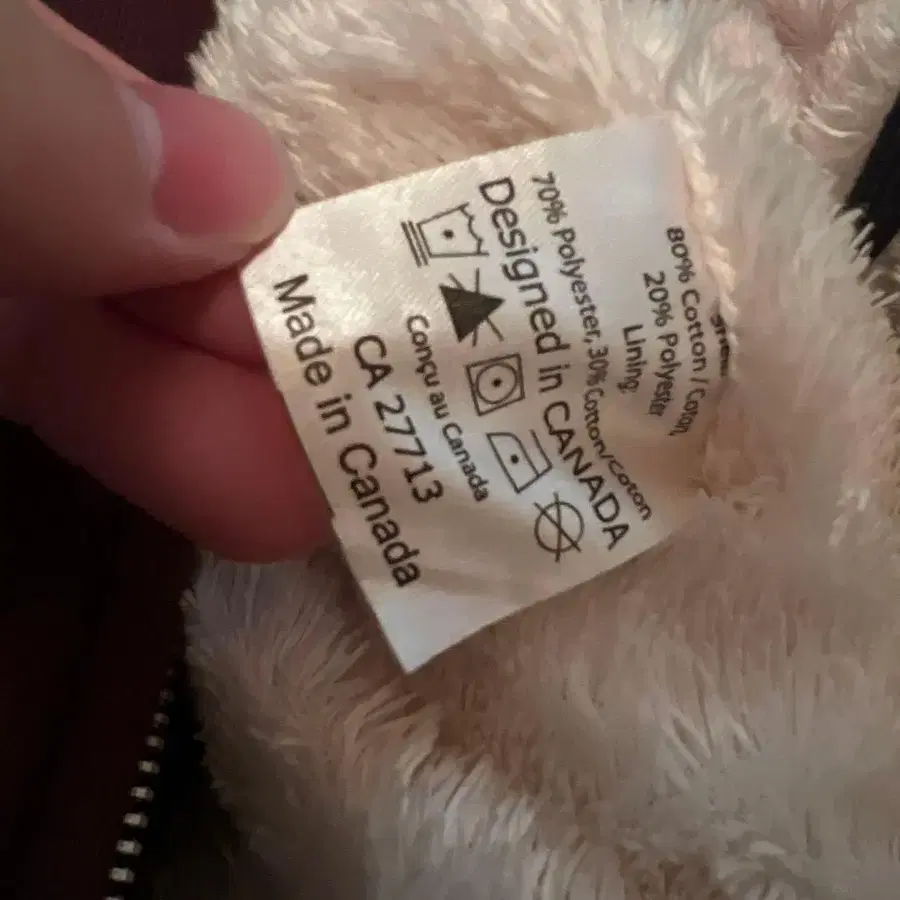 80% Cotton / Coton,
20% Polyester
Lining:
70% Polyester, 30% Cotton/Coton
Designed in CANADA
Conçu au Canada
CA 27713
Made in Canada